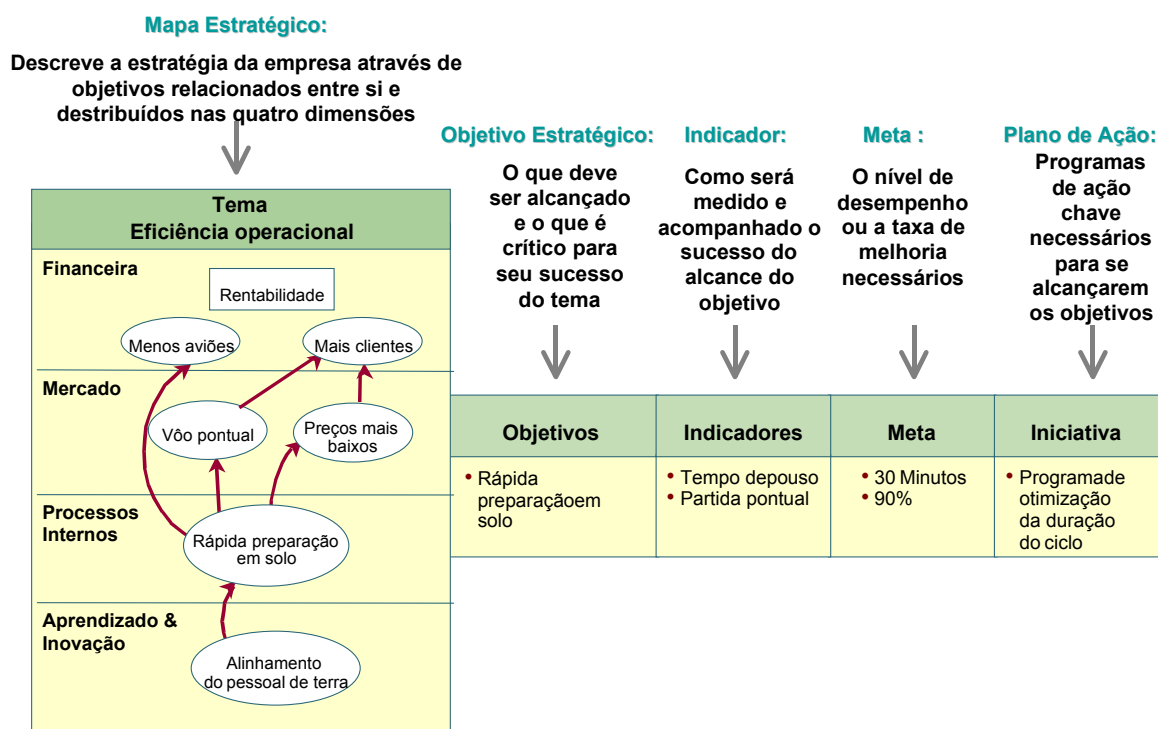 Mapa Estratégico:
Descreve a estratégia da empresa através de
objetivos relacionados entre si e
destribuídos nas quatro dimensões
Tema
Eficiência operacional
Financeira
Rentabilidade
Menos aviões
Mais clientes
Mercado
Vôo pontual
Preços mais
baixos
Processos
Internos
Rápida preparação
em solo
Aprendizado &
Inovação
Alinhamento
do pessoal de terra
Objetivo Estratégico:
O que deve
ser alcançado
e o que é
crítico para
seu sucesso
do tema
Indicador:
Como será
medido e
acompanhado o
sucesso do
alcance do
objetivo
Meta :
O nível de
desempenho
ou a taxa de
melhoria
necessários
Plano de Ação:
Programas
de ação
chave
necessários
para se
alcançarem
os objetivos
Objetivos
Indicadores
Meta
Iniciativa
• Rápida
preparaçãoem
solo
• Tempo depouso
• Partida pontual
• 30 Minutos
• 90%
• Programade
otimização
da duração
do ciclo